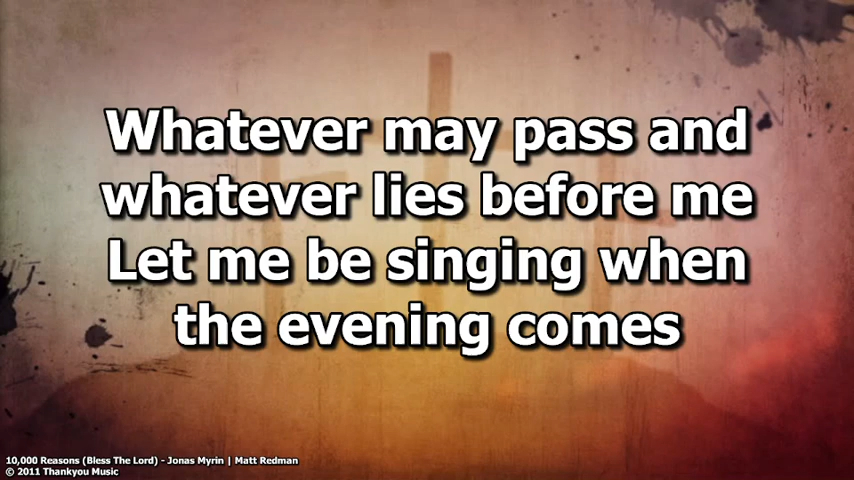 Whatever may pass and
whatever lies before me
Let me be singing when
the evening comes
10,000 Reasons (Bless The Lord) - Jonas Myrin | Matt Redman
© 2011 Thankyou Music